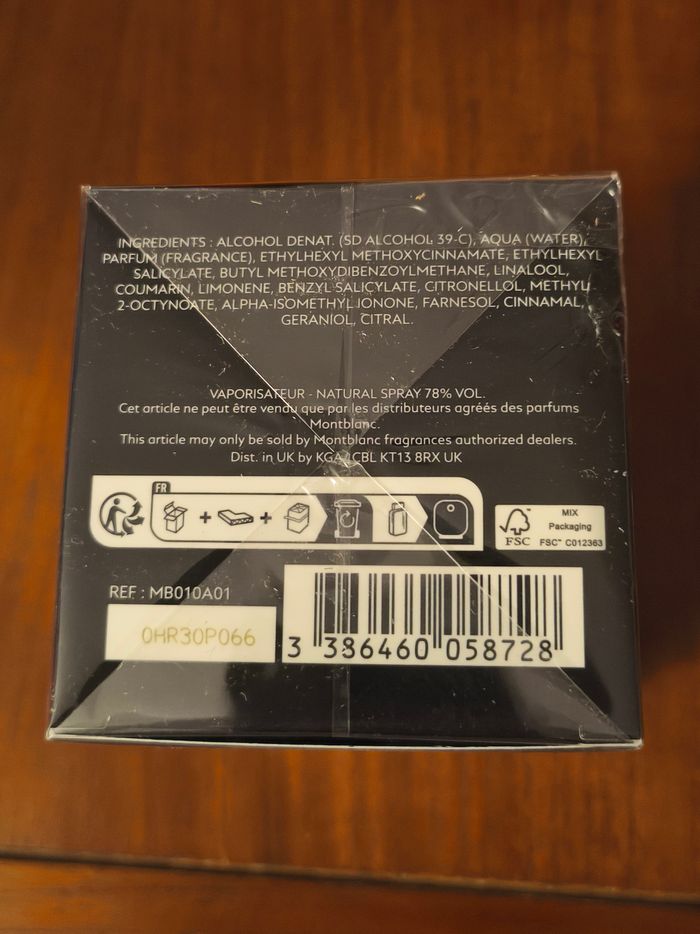 INGREDIENTS : ALCOHOL DENAT. (SD ALCOHOL 39-C), AQUA (WATER),
PARFUM (FRAGRANCE), ETHYLHEXYL METHOXYCINNAMATE, ETHYLHEXYL
SALICYLATE, BUTYL METHOXYDIBENZOYLMETHANE, LINALOOL,
COUMARIN, LIMONENE, BENZYL SALICYLATE, CITRONELLOL, METHYL
2-OCTYNOATE, ALPHA-ISOMETHYL IONONE, FARNESOL, CINNAMAL,
GERANIOL, CITRAL.
VAPORISATEUR - NATURAL SPRAY 78% VOL.
Cet article ne peut être vendu que par les distributeurs agréés des parfums
Montblanc.
This article may only be sold by Montblanc fragrances authorized dealers.
Dist. in UK by KGA LCBL KT13 8RX UK
FR
MIX
Packaging
FSC FSC™ C012363
REF : MB010A01
0HR30P066
3 386460 058728